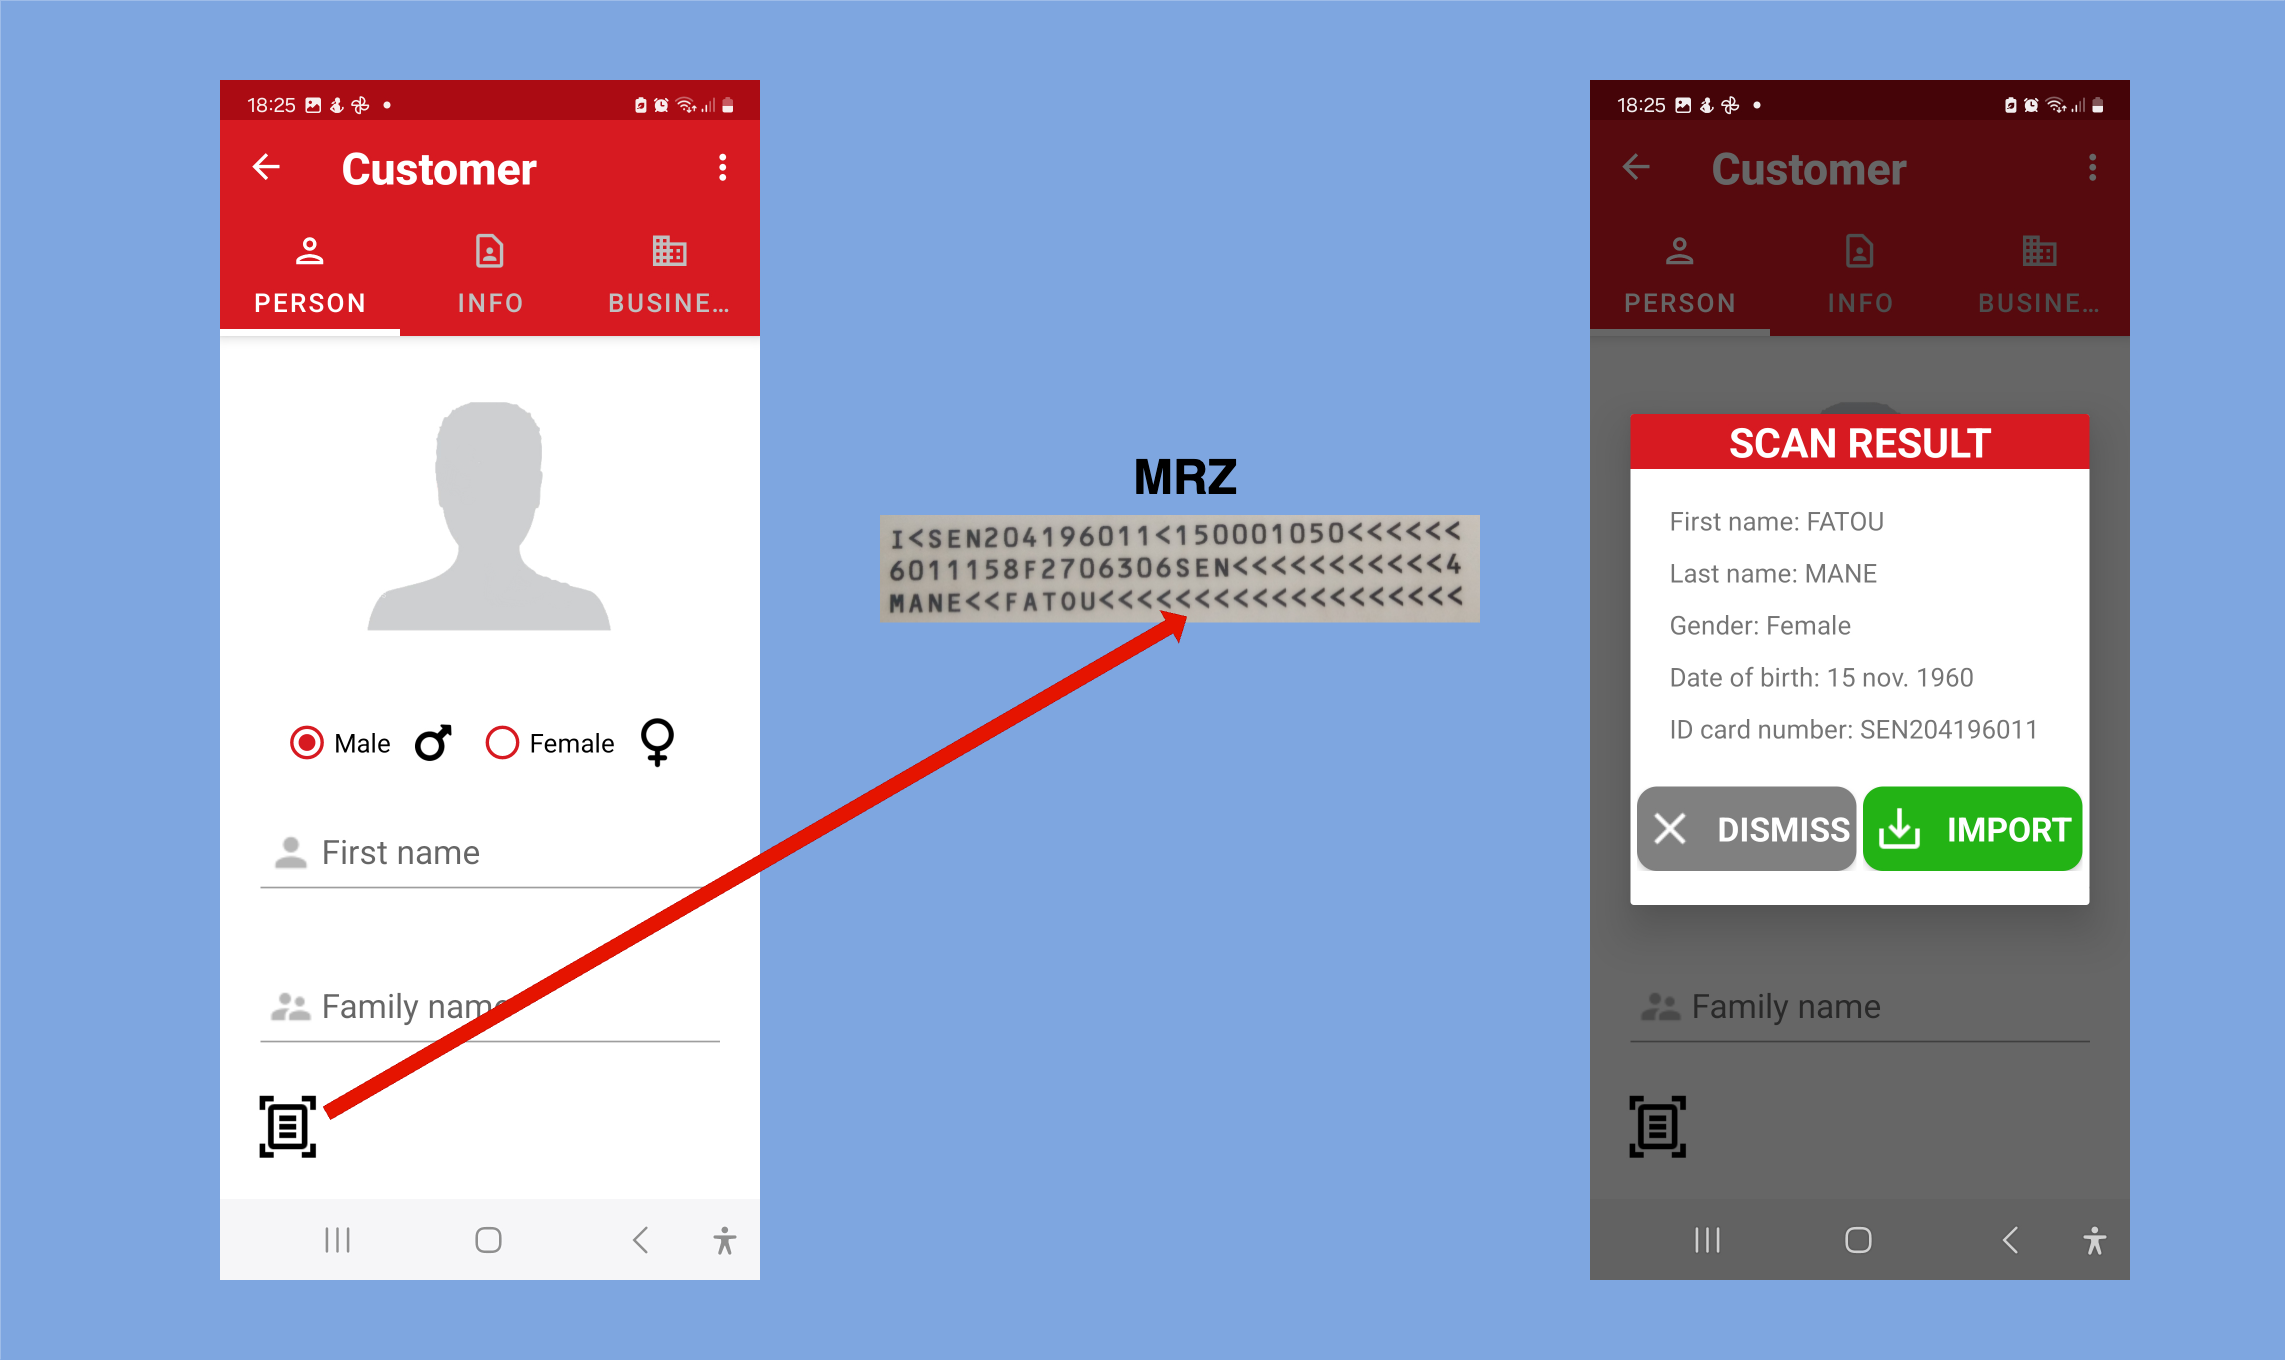 18:25
Customer
PERSON
INFO
BUSINE...
Male
Female
First name
Family name
MRZ
I<SEN204196011<150001050<<<<<<
6011158F2706306SEN<<<<<<<<<<<4
MANE<<FATOU<<<<<<<<<<<<<<<<<<<
18:25
Customer
PERSON
INFO
BUSINE...
SCAN RESULT
First name: FATOU
Last name: MANE
Gender: Female
Date of birth: 15 nov. 1960
ID card number: SEN204196011
DISMISS
IMPORT
Family name